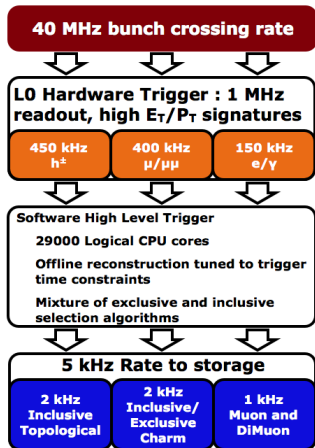 40 MHz bunch crossing rate
L0 Hardware Trigger : 1 MHz
readout, high ET/PT signatures
450 kHz
h±
400 kHz
μ/μμ
150 kHz
e/γ
Software High Level Trigger
29000 Logical CPU cores
Offline reconstruction tuned to trigger
time constraints
Mixture of exclusive and inclusive
selection algorithms
5 kHz Rate to storage
2 kHz
Inclusive
Topological
2 kHz
Inclusive/
Exclusive
Charm
1 kHz
Muon and
DiMuon